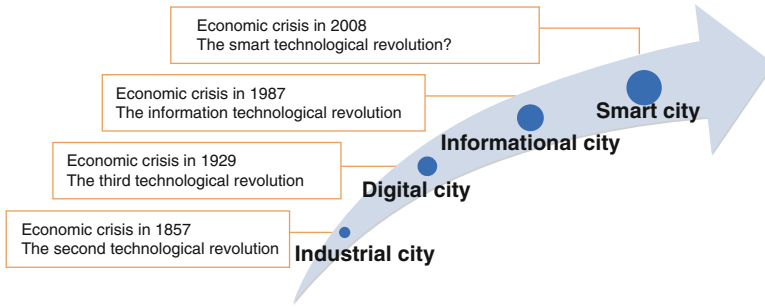 Economic crisis in 2008
The smart technological revolution?
Smart city
Economic crisis in 1987
The information technological revolution
Informational city
Economic crisis in 1929
The third technological revolution
Digital city
Economic crisis in 1857
The second technological revolution
Industrial city